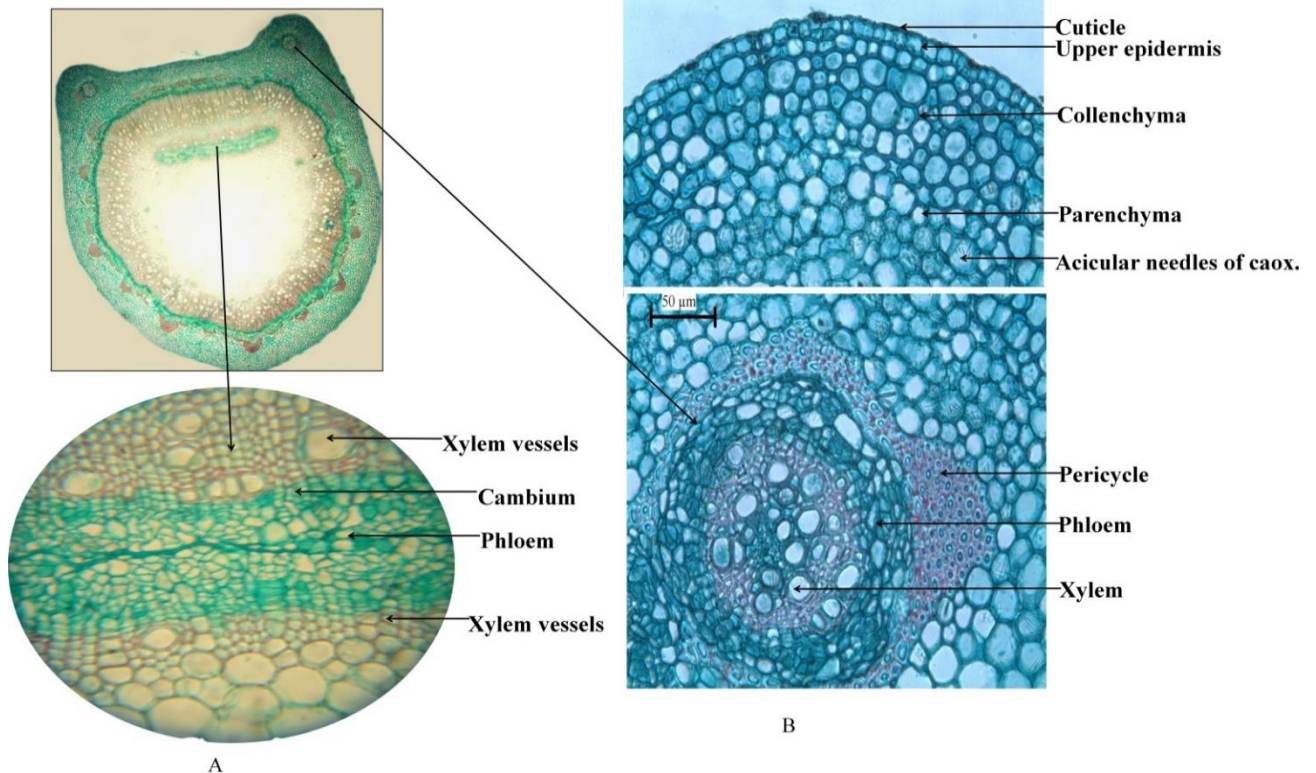 Cuticle
Upper epidermis
Collenchyma
Parenchyma
Acicular needles of caox.
50 µm
Xylem vessels
Cambium
Phloem
Xylem vessels
A
Pericycle
Phloem
Xylem
B